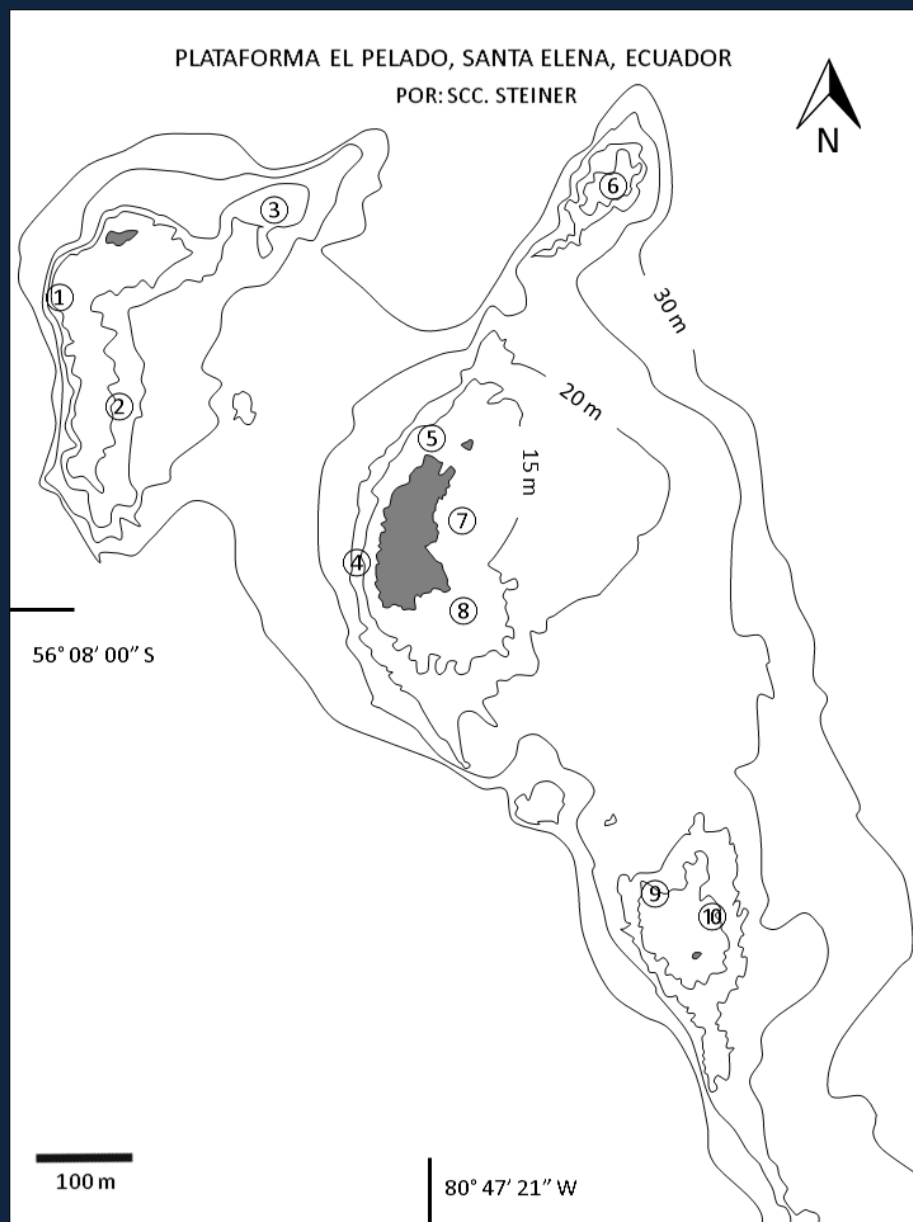 PLATAFORMA EL PELADO, SANTA ELENA, ECUADOR
POR: SCC. STEINER
N
6
3
1
30 m
20 m
2
5
15 m
7
4
8
56° 08′ 00″ S
9
10
100 m
80° 47′ 21″ W